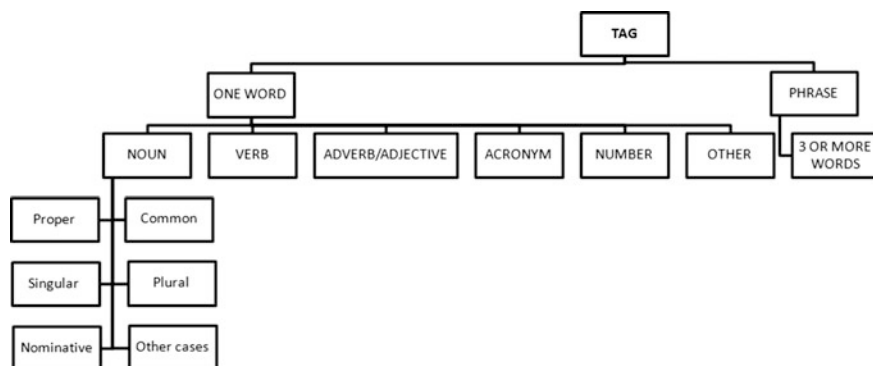 TAG
ONE WORD
PHRASE
NOUN
VERB
ADVERB/ADJECTIVE
ACRONYM
NUMBER
OTHER
3 OR MORE
WORDS
Proper
Common
Singular
Plural
Nominative
Other cases